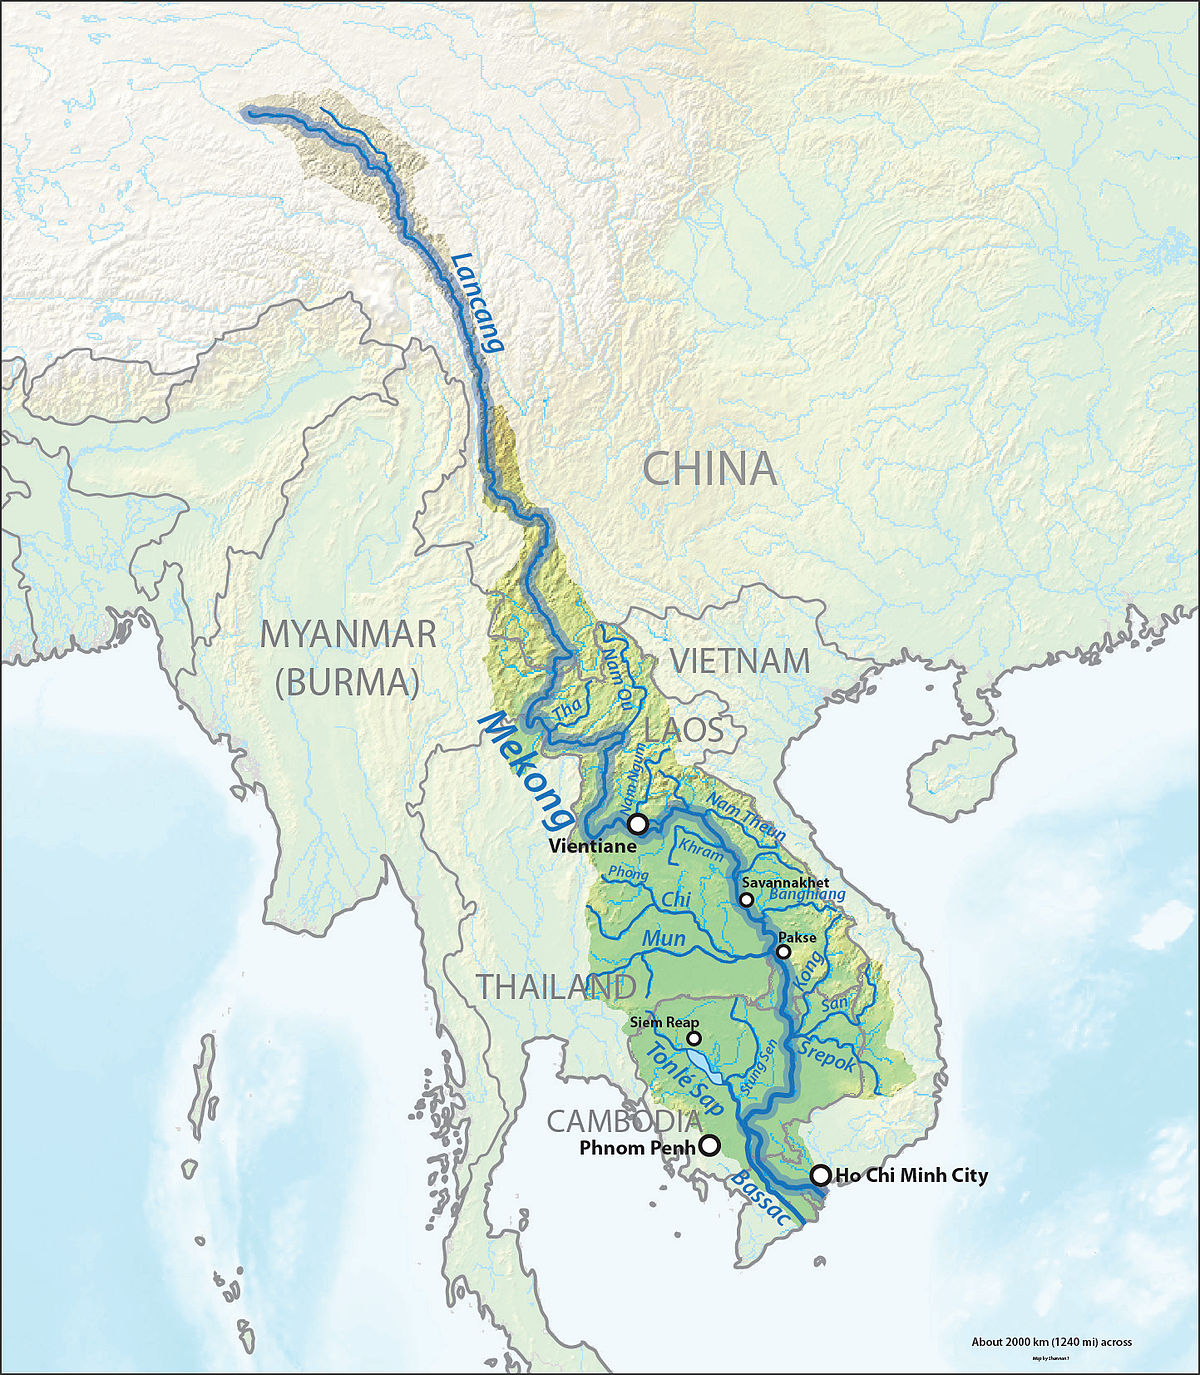 Lancang
CHINA
MYANMAR
(BURMA)
VIETNAM
Nam Ou
Tha
LAOS
Mekong
Nam Ngum
Nam Theun
Vientiane
Khram
Phong
Savannakhet
Banghiang
Chi
Mun
Pakse
Kong
THAILAND
San
Siem Reap
Srepok
Stung Sen
Tonlé Sap
CAMBODIA
Phnom Penh
Ho Chi Minh City
Bassac
About 2000 km (1240 mi) across
Map by Shannon1